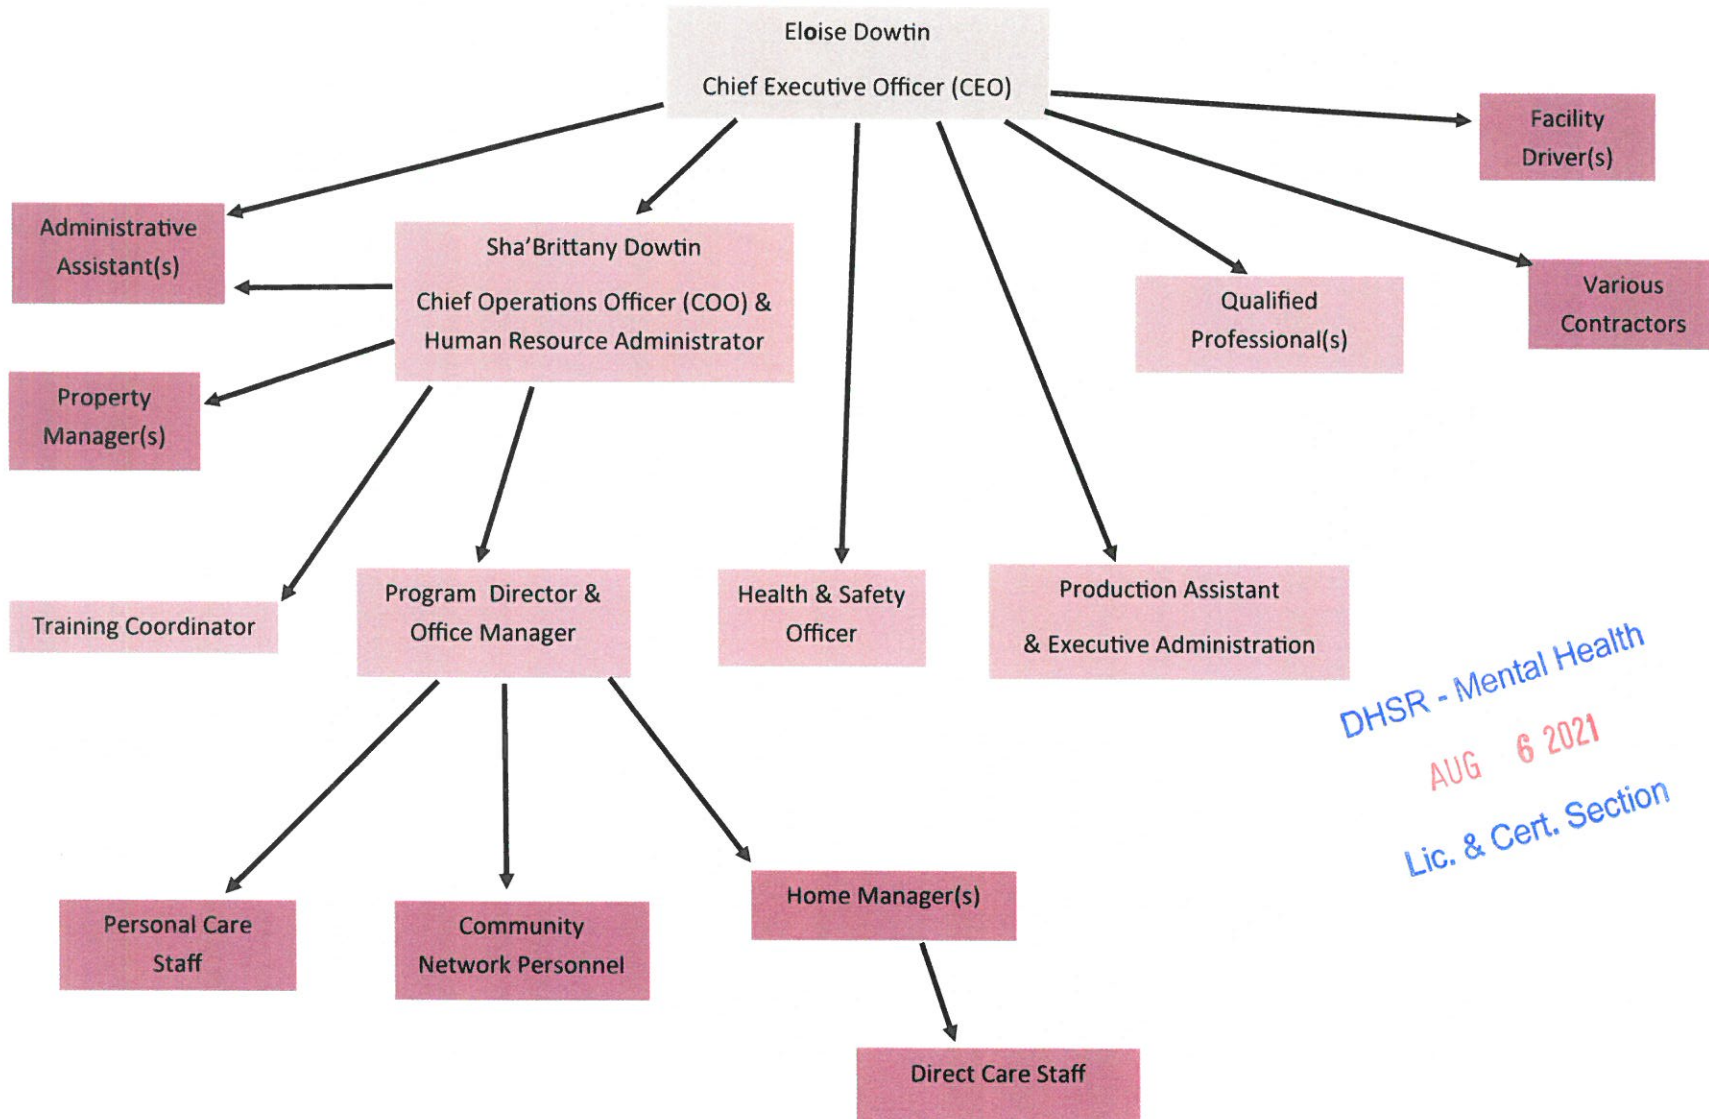 Eloise Dowtin
Chief Executive Officer (CEO)
Facility
Driver(s)
Administrative
Assistant(s)
Sha'Brittany Dowtin
Chief Operations Officer (COO) &
Human Resource Administrator
Qualified
Professional(s)
Various
Contractors
Property
Manager(s)
Training Coordinator
Program Director &
Office Manager
Health & Safety
Officer
Production Assistant
& Executive Administration
DHSR - Mental Health
AUG 6 2021
Lic. & Cert. Section
Personal Care
Staff
Community
Network Personnel
Home Manager(s)
Direct Care Staff